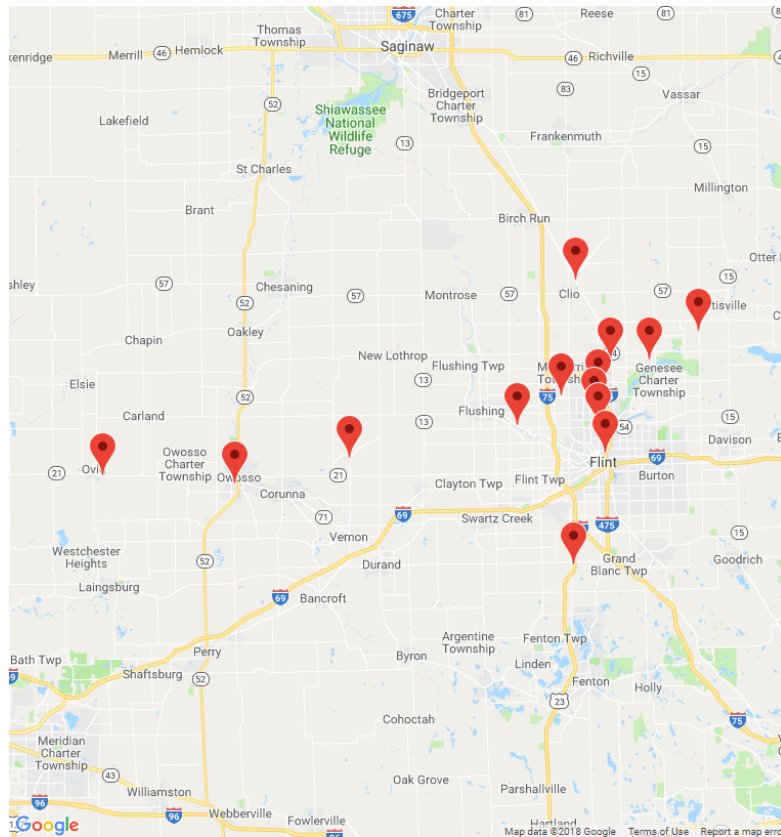 675
Charter
Township
Reese
Thomas
Township
Hemlock
Merrill
46
Saginaw
46
Richville
15
83
Vassar
Bridgeport
Charter
Township
52
Lakefield
Shiawassee
National
Wildlife
Refuge
13
Frankenmuth
15
St Charles
Millington
Brant
Birch Run
Otter
15
57
Chesaning
57
Montrose
57
Clio
57
52
Oakley
Chapin
New Lothrop
Flushing Twp
Genesee
Charter
Township
Elsie
13
75
52
Carland
Flushing
13
54
Davison
Owosso
Charter
Township
21
Owosso
21
Flint
69
Corunna
Clayton Twp
Flint Twp
Burton
71
69
Swartz Creek
475
Vernon
15
Westchester
Heights
52
Durand
Grand
Blanc Twp
Goodrich
Laingsburg
69
Bancroft
Argentine
Township
Fenton Twp
Perry
Byron
Linden
Bath Twp
Shaftsburg
52
Fenton
Holly
69
23
75
Cohoctah
Meridian
Charter
Township
43
Oak Grove
Williamston
Parshallville
96
96
Webberville
Fowlerville
96
Hartland
Google
Map data ©2018 Google
Terms of Use
Report a map